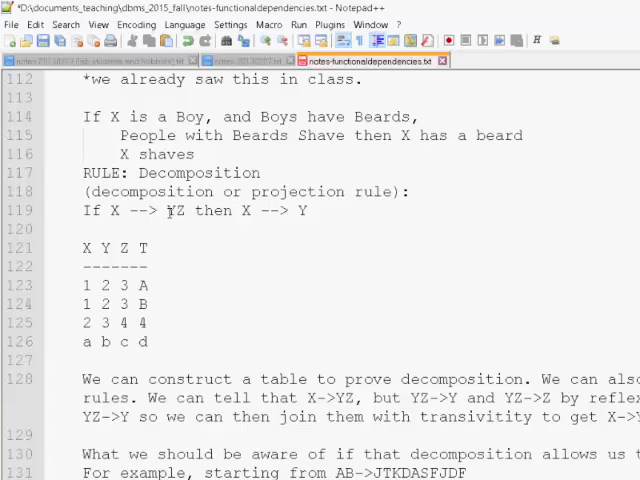 *D:\documents_teaching\dbms_2015_fall\notes-functionaldependencies.txt - Notepad++
File Edit Search View Encoding Language Settings Macro Run Plugins Window ?
notes-functionaldependencies.txt
112 *we already saw this in class.
113
114 If X is a Boy, and Boys have Beards,
115 People with Beards Shave then X has a beard
116 X shaves
117 RULE: Decomposition
118 (decomposition or projection rule):
119 If X --> YZ then X --> Y
120
121 X Y Z T
122 -------
123 1 2 3 A
124 1 2 3 B
125 2 3 4 4
126 a b c d
127
128 We can construct a table to prove decomposition. We can also
rules. We can tell that X->YZ, but YZ->Y and YZ->Z by reflex
YZ->Y so we can then join them with transivitity to get X->Y
129
130 What we should be aware of if that decomposition allows us t
131 For example, starting from AB->JTKDASFJDF